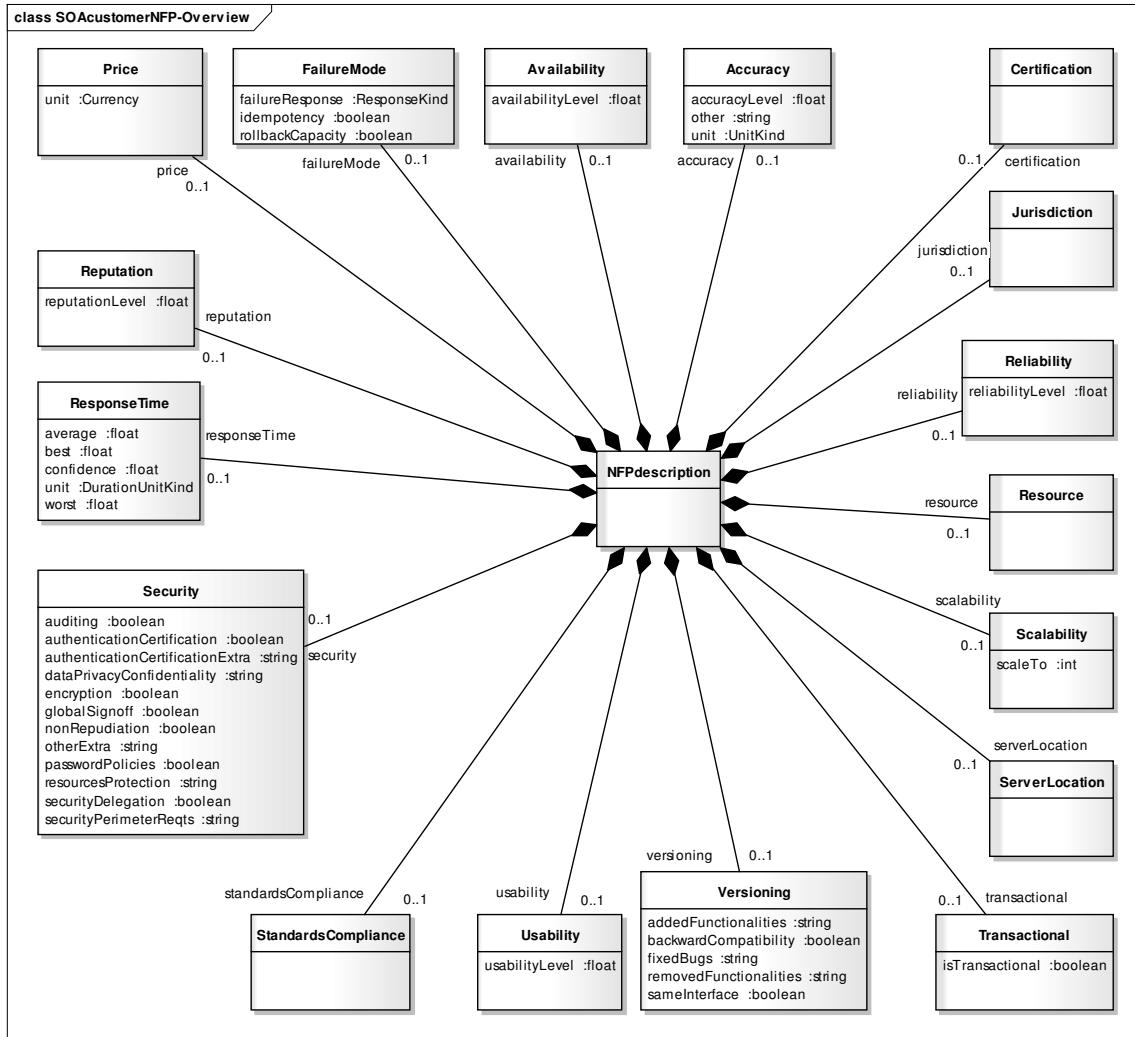 class SOAcustomerNFP-Overview
Price
unit :Currency
FailureMode
failureResponse :ResponseKind
idempotency :boolean
rollbackCapacity :boolean
Availability
availabilityLevel :float
Accuracy
accuracyLevel :float
other :string
unit :UnitKind
Certification
price
0..1
failureMode
0..1
availability
0..1
accuracy
0..1
0..1
certification
Jurisdiction
jurisdiction
0..1
Reputation
reputationLevel :float
reputation
0..1
Reliability
reliabilityLevel :float
reliability
0..1
ResponseTime
average :float
best :float
confidence :float
unit :DurationUnitKind
worst :float
responseTime
0..1
NFPdescription
Resource
resource
0..1
Security
auditing :boolean
authenticationCertification :boolean
authenticationCertificationExtra :string
dataPrivacyConfidentiality :string
encryption :boolean
globalSignoff :boolean
nonRepudiation :boolean
otherExtra :string
passwordPolicies :boolean
resourcesProtection :string
securityDelegation :boolean
securityPerimeterReqts :string
0..1
security
scalability
0..1
Scalability
scaleTo :int
serverLocation
0..1
ServerLocation
standardsCompliance
0..1
StandardsCompliance
usability
0..1
Usability
usabilityLevel :float
versioning
0..1
Versioning
addedFunctionalities :string
backwardCompatibility :boolean
fixedBugs :string
removedFunctionalities :string
sameInterface :boolean
0..1
transactional
Transactional
isTransactional :boolean